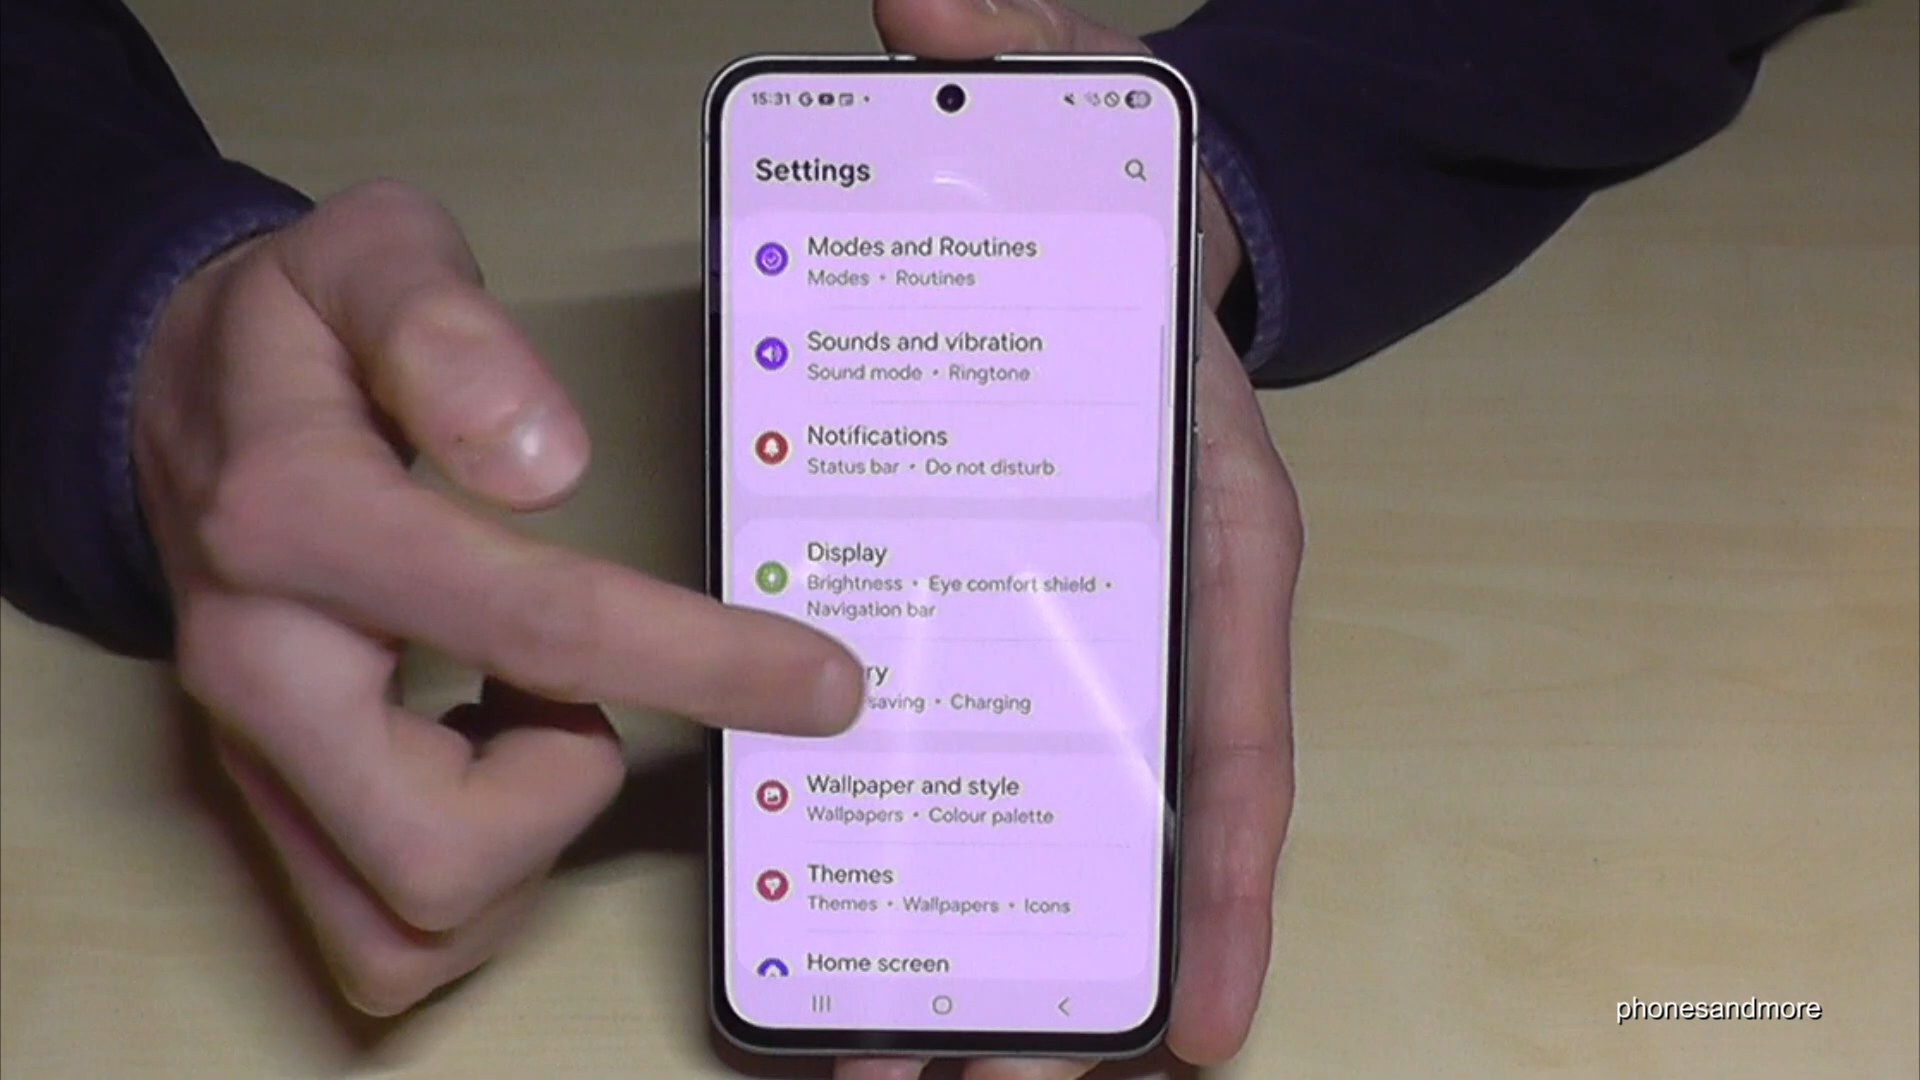 15:31
Settings
Modes and Routines
Modes • Routines
Sounds and vibration
Sound mode • Ringtone
Notifications
Status bar • Do not disturb
Display
Brightness • Eye comfort shield •
Navigation bar
ry
saving • Charging
Wallpaper and style
Wallpapers • Colour palette
Themes
Themes • Wallpapers • Icons
Home screen
phonesandmore